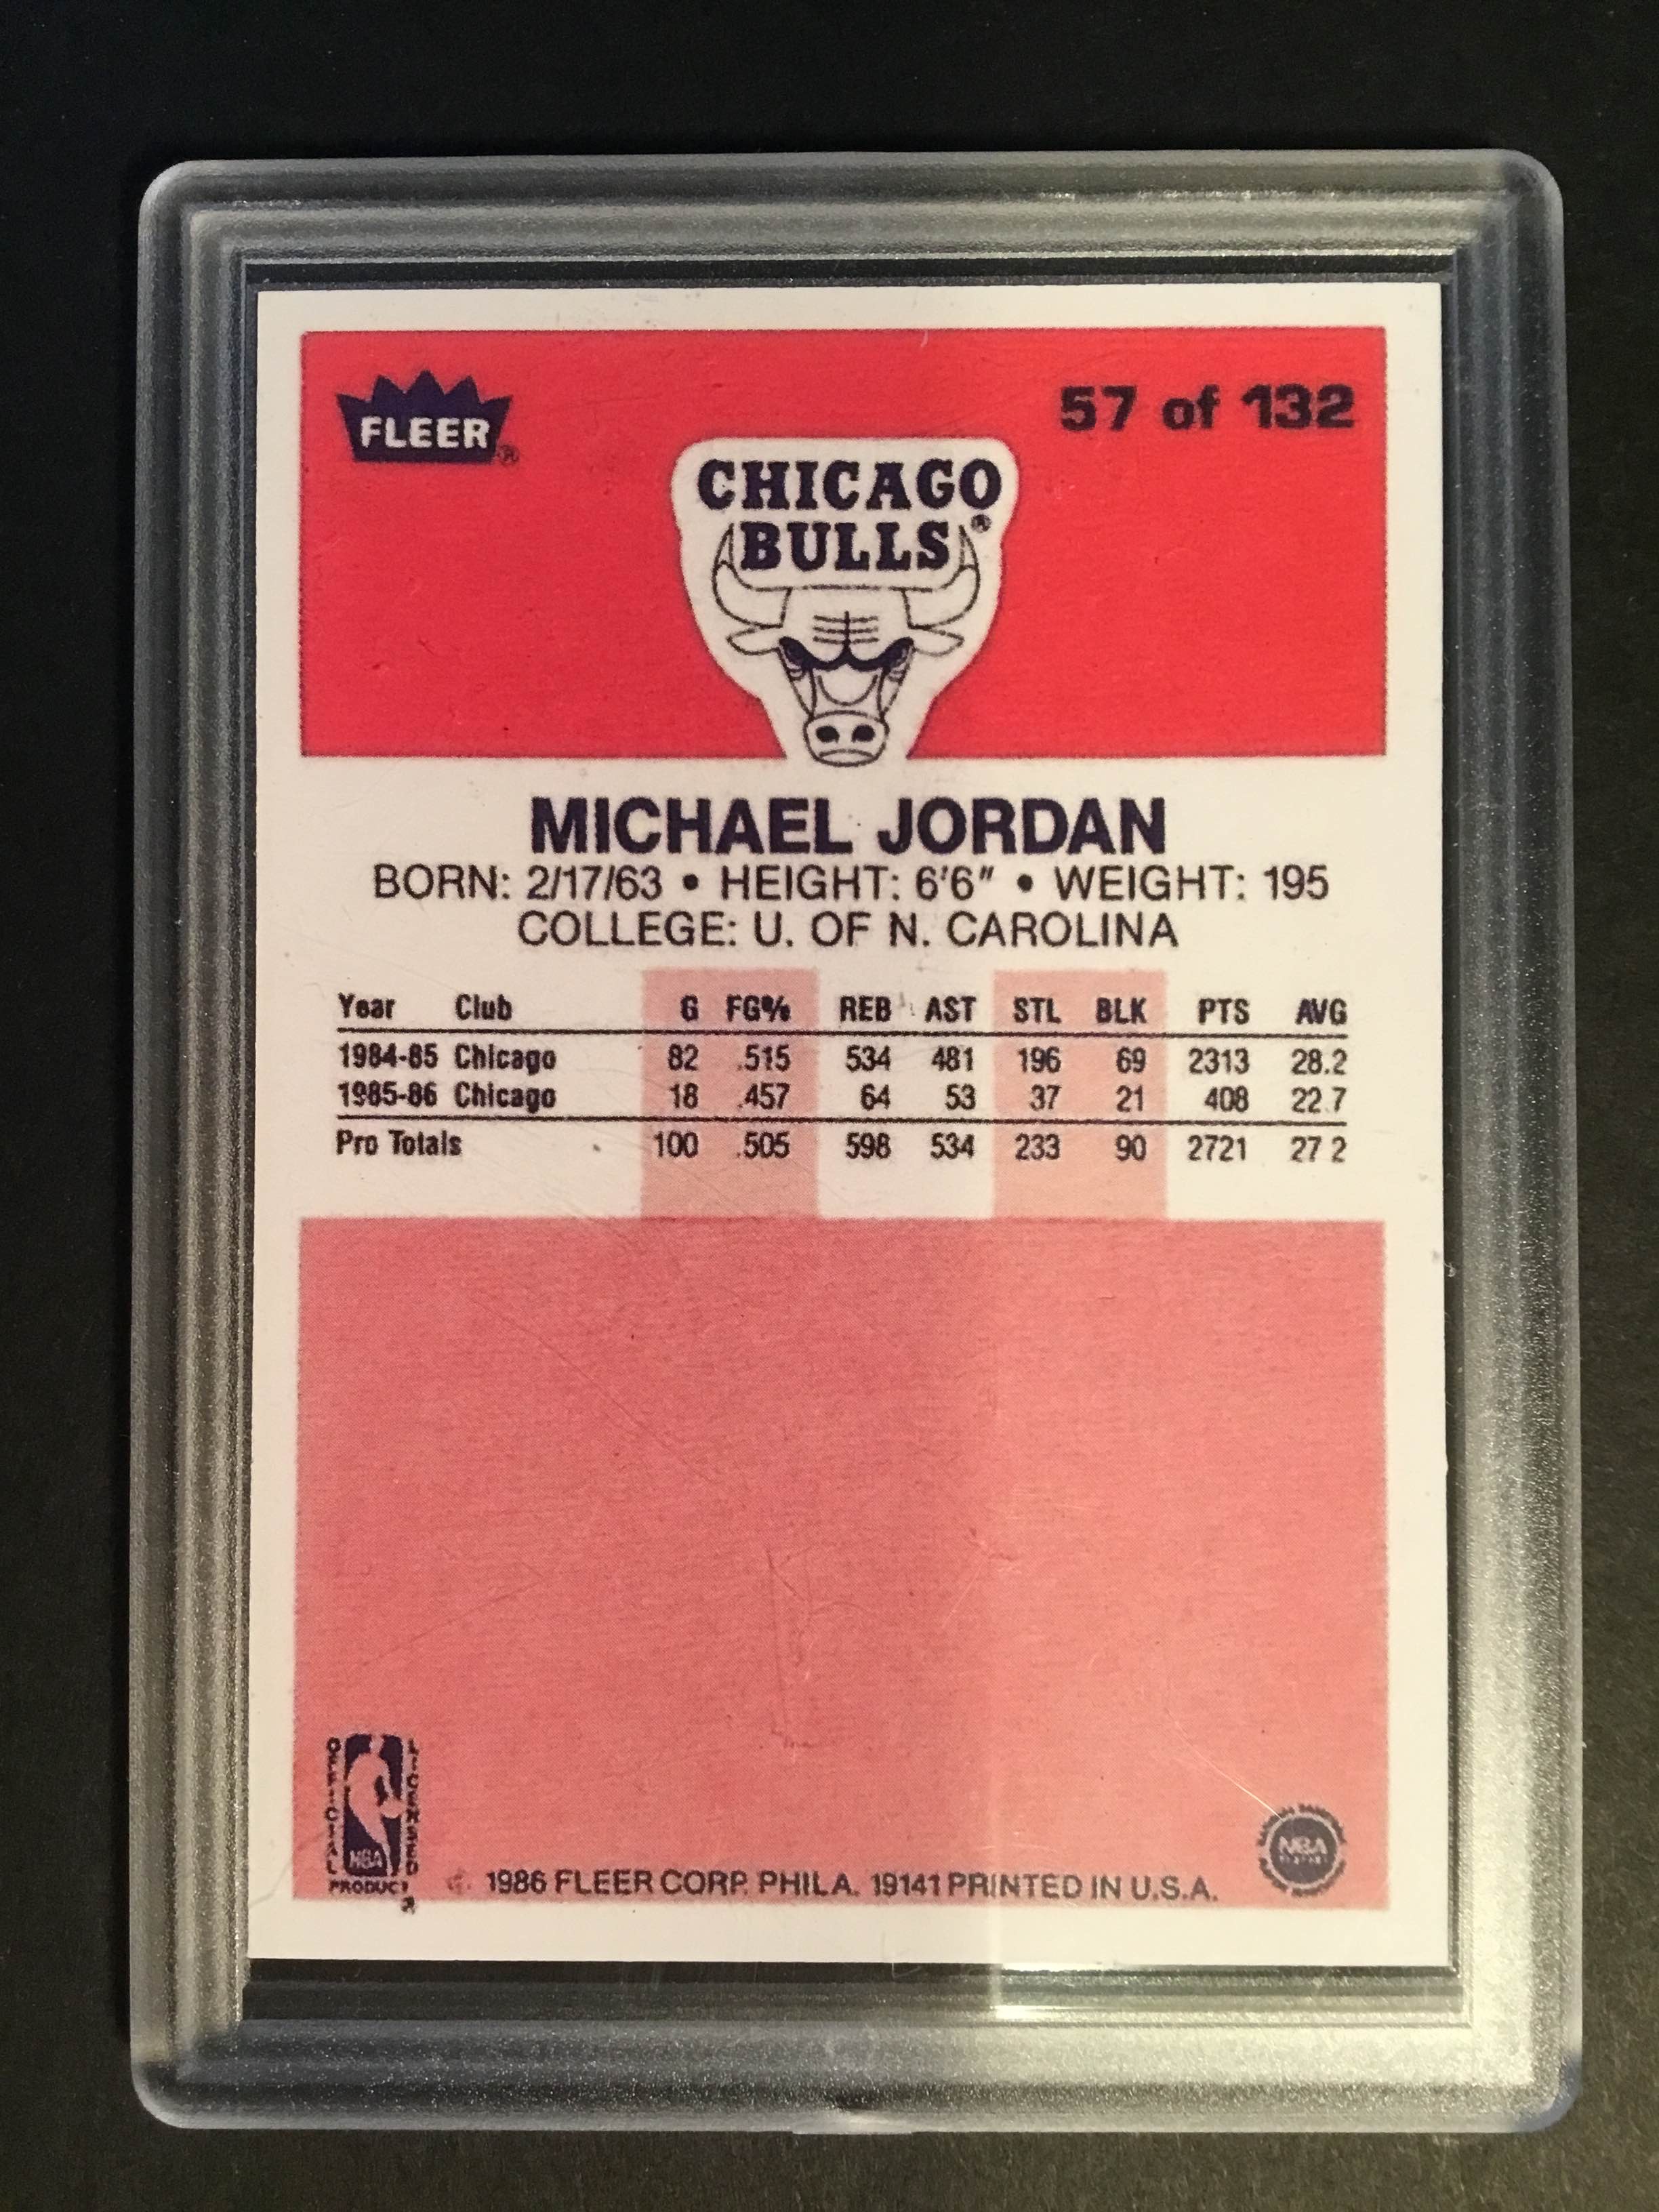 FLEER®
57 of 132
CHICAGO
BULLS®
MICHAEL JORDAN
BORN: 2/17/63 • HEIGHT: 6'6" • WEIGHT: 195
COLLEGE: U. OF N. CAROLINA
Year Club G FG% REB AST STL BLK PTS AVG
1984-85 Chicago 82 .515 534 481 196 69 2313 28.2
1985-86 Chicago 18 .457 64 53 37 21 408 22.7
Pro Totals 100 .505 598 534 233 90 2721 27 2
OFFICIAL
LICENSED
NBA
PRODUCT
®
NBA
1986 FLEER CORP. PHILA. 19141 PRINTED IN U.S.A.